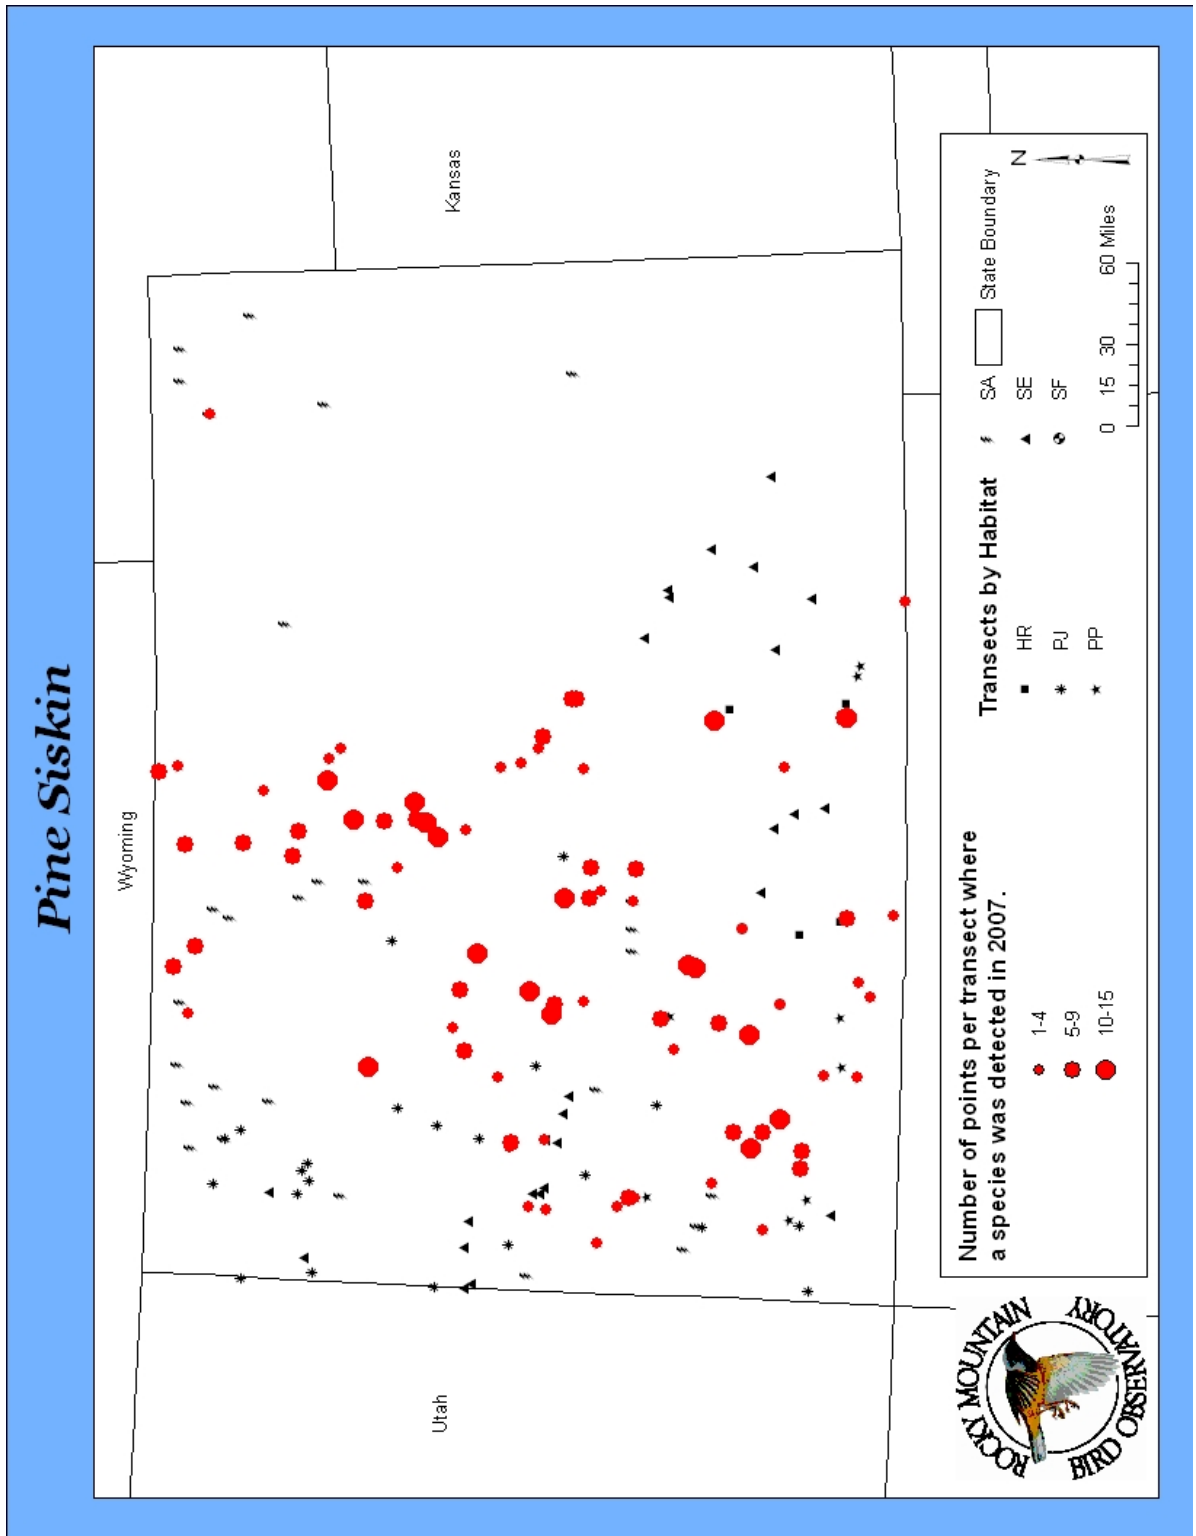 Pine Siskin
Wyoming
Utah
Kansas
Number of points per transect where
a species was detected in 2007.
1-4
5-9
10-15
Transects by Habitat
HR
PJ
PP
SA
SE
SF
State Boundary
N
0 15 30 60 Miles
ROCKY MOUNTAIN
BIRD OBSERVATORY